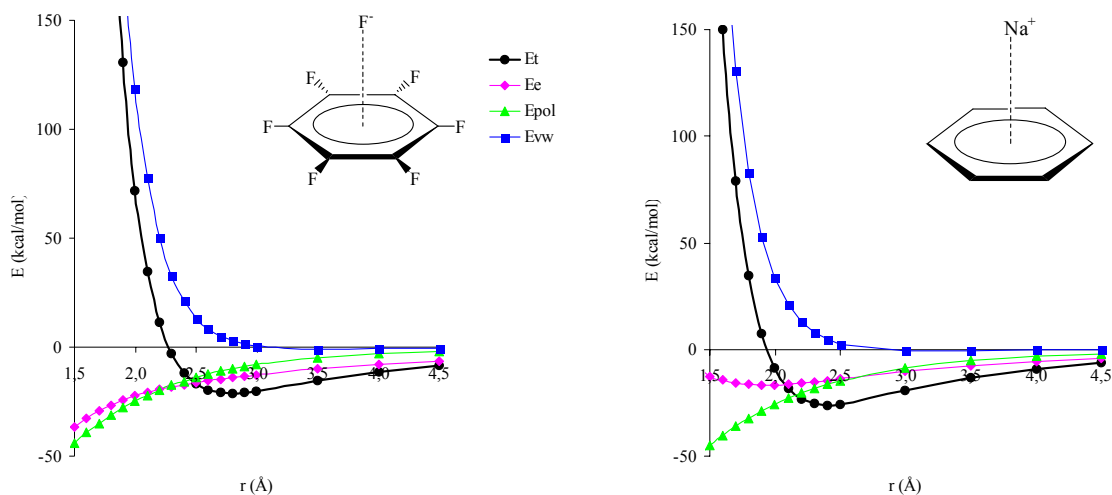 150
100
50
0
-50
E (kcal/mol)
1,5 2,0 2,5 3,0 3,5 4,0 4,5
r (Å)
F-
F F
F F
F F
Et
Ee
Epol
Evw
150
100
50
0
-50
E (kcal/mol)
1,5 2,0 2,5 3,0 3,5 4,0 4,5
r (Å)
Na+